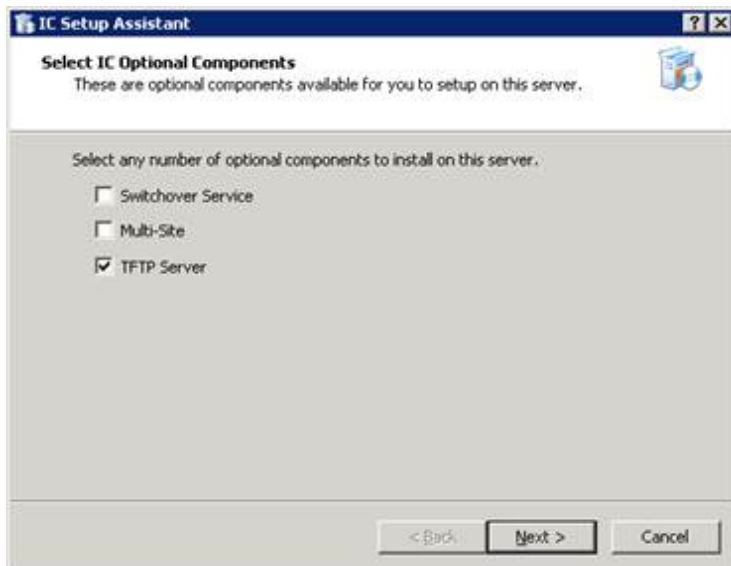 IC Setup Assistant
Select IC Optional Components
These are optional components available for you to setup on this server.
Select any number of optional components to install on this server.
Switchover Service
Multi-Site
TFTP Server
< Back Next > Cancel